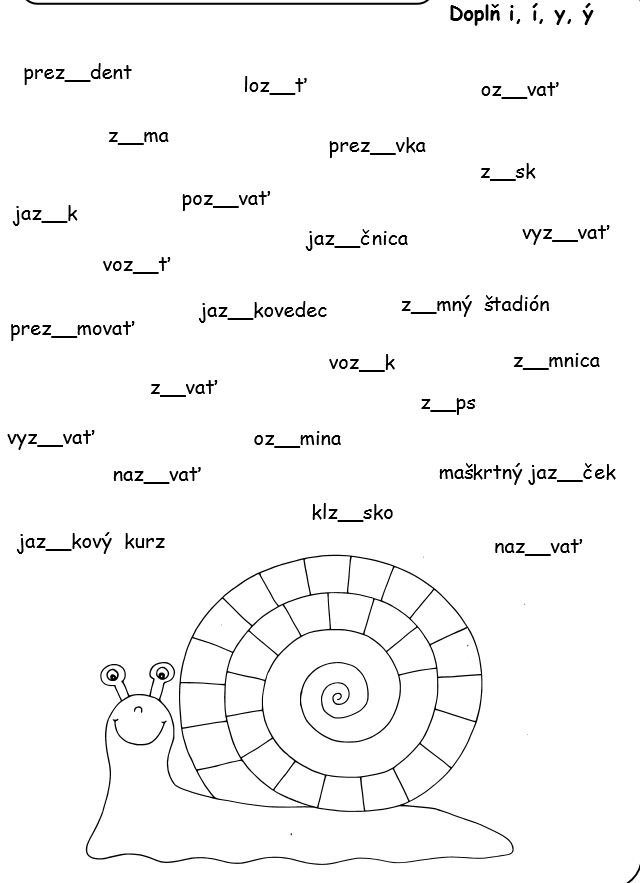 Doplň i, í, y, ý
prez__dent
loz__ť
oz__vať
z__ma
prez__vka
z__sk
poz__vať
jaz__k
jaz__čnica
vyz__vať
voz__ť
jaz__kovedec
z__mný štadión
prez__movať
voz__k
z__mnica
z__vať
z__ps
vyz__vať
oz__mina
naz__vať
maškrtný jaz__ček
klz__sko
jaz__kový kurz
naz__vať